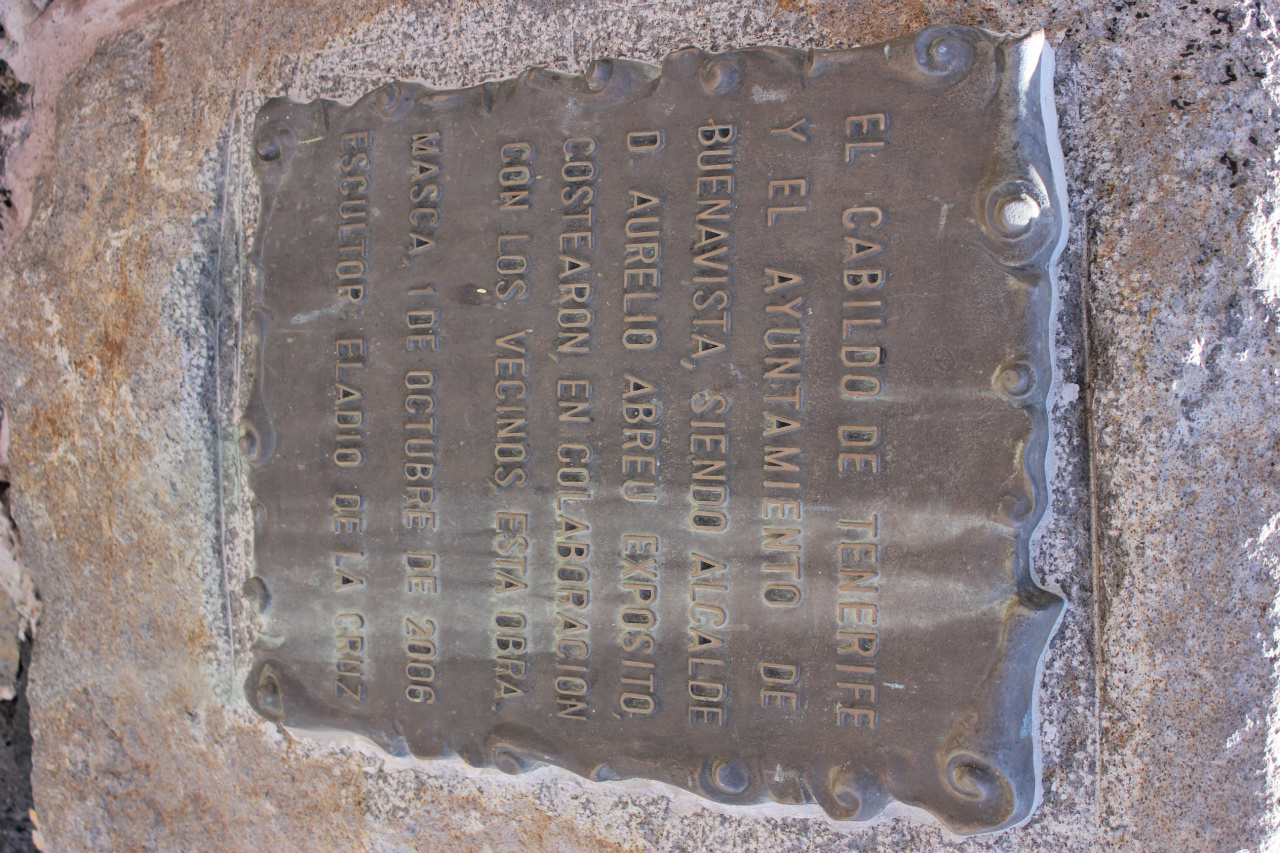 EL CABILDO DE TENERIFE
Y EL AYUNTAMIENTO DE
BUENAVISTA, SIENDO ALCALDE
D. AURELIO ABREU EXPOSITO,
COSTEARON, EN COLABORACION
CON LOS VECINOS, ESTA OBRA.
MASCA, 1 DE OCTUBRE DE 2006
ESCULTOR ELADIO DE LA CRUZ